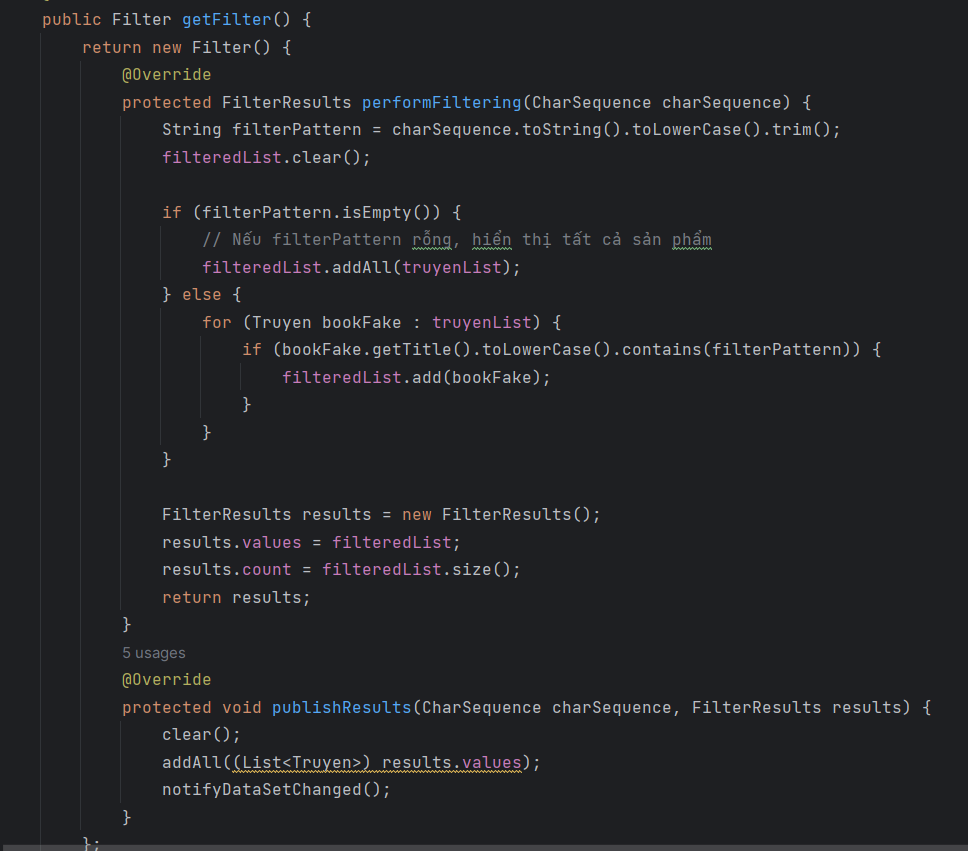 public Filter getFilter() {
return new Filter() {
@Override
protected FilterResults performFiltering(CharSequence charSequence) {
String filterPattern = charSequence.toString().toLowerCase().trim();
filteredList.clear();
if (filterPattern.isEmpty()) {
// Nếu filterPattern rỗng, hiển thị tất cả sản phẩm
filteredList.addAll(truyenList);
} else {
for (Truyen bookFake : truyenList) {
if (bookFake.getTitle().toLowerCase().contains(filterPattern)) {
filteredList.add(bookFake);
}
}
}
FilterResults results = new FilterResults();
results.values = filteredList;
results.count = filteredList.size();
return results;
}
5 usages
@Override
protected void publishResults(CharSequence charSequence, FilterResults results) {
clear();
addAll((List<Truyen>) results.values);
notifyDataSetChanged();
}
};